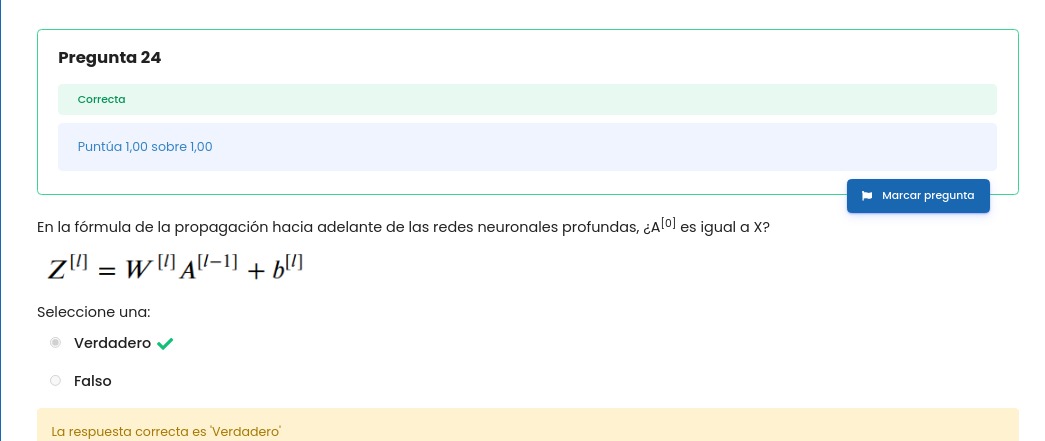 Pregunta 24
Correcta
Puntúa 1,00 sobre 1,00
Marcar pregunta
En la fórmula de la propagación hacia adelante de las redes neuronales profundas, ¿A^[0] es igual a X?
Z^[l] = W^[l] A^[l−1] + b^[l]
Seleccione una:
Verdadero
Falso
La respuesta correcta es 'Verdadero'